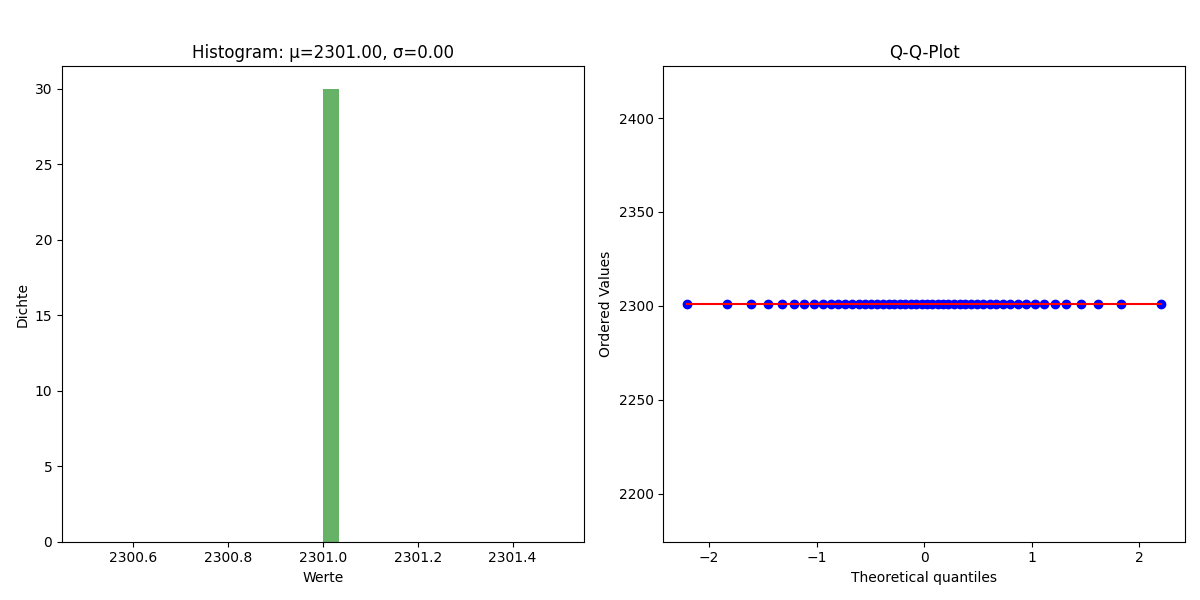 Histogram: μ=2301.00, σ=0.00
Dichte
30
25
20
15
10
5
0
2300.6 2300.8 2301.0 2301.2 2301.4
Werte
Q-Q-Plot
Ordered Values
2400
2350
2300
2250
2200
−2 −1 0 1 2
Theoretical quantiles